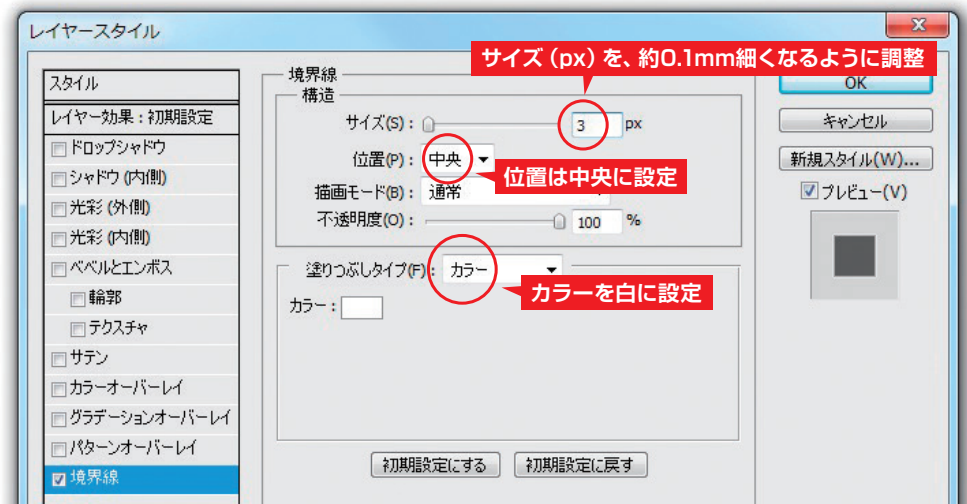 レイヤースタイル
サイズ（px）を、約0.1mm細くなるように調整
スタイル
レイヤー効果：初期設定
ドロップシャドウ
シャドウ (内側)
光彩 (外側)
光彩 (内側)
ベベルとエンボス
輪郭
テクスチャ
サテン
カラーオーバーレイ
グラデーションオーバーレイ
パターンオーバーレイ
境界線
境界線
構造
サイズ(S)： 3 px
位置(P)： 中央
位置は中央に設定
描画モード(B)： 通常
不透明度(O)： 100 %
塗りつぶしタイプ(F)： カラー
カラーを白に設定
カラー：
初期設定にする 初期設定に戻す
OK
キャンセル
新規スタイル(W)...
プレビュー(V)